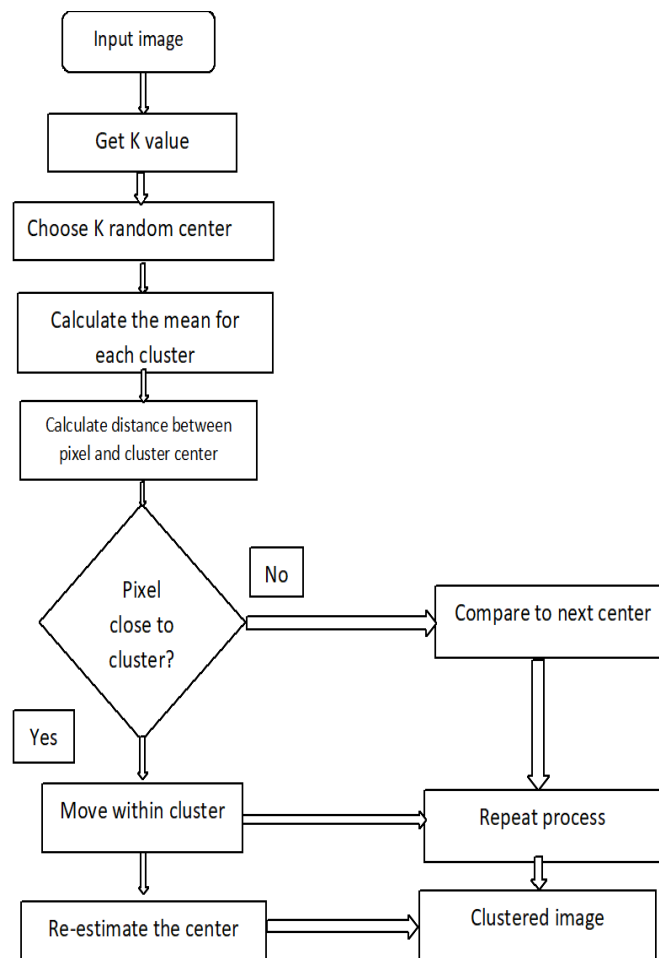 Input image
Get K value
Choose K random center
Calculate the mean for
each cluster
Calculate distance between
pixel and cluster center
Pixel
close to
cluster?
No
Compare to next center
Yes
Move within cluster
Repeat process
Re-estimate the center
Clustered image